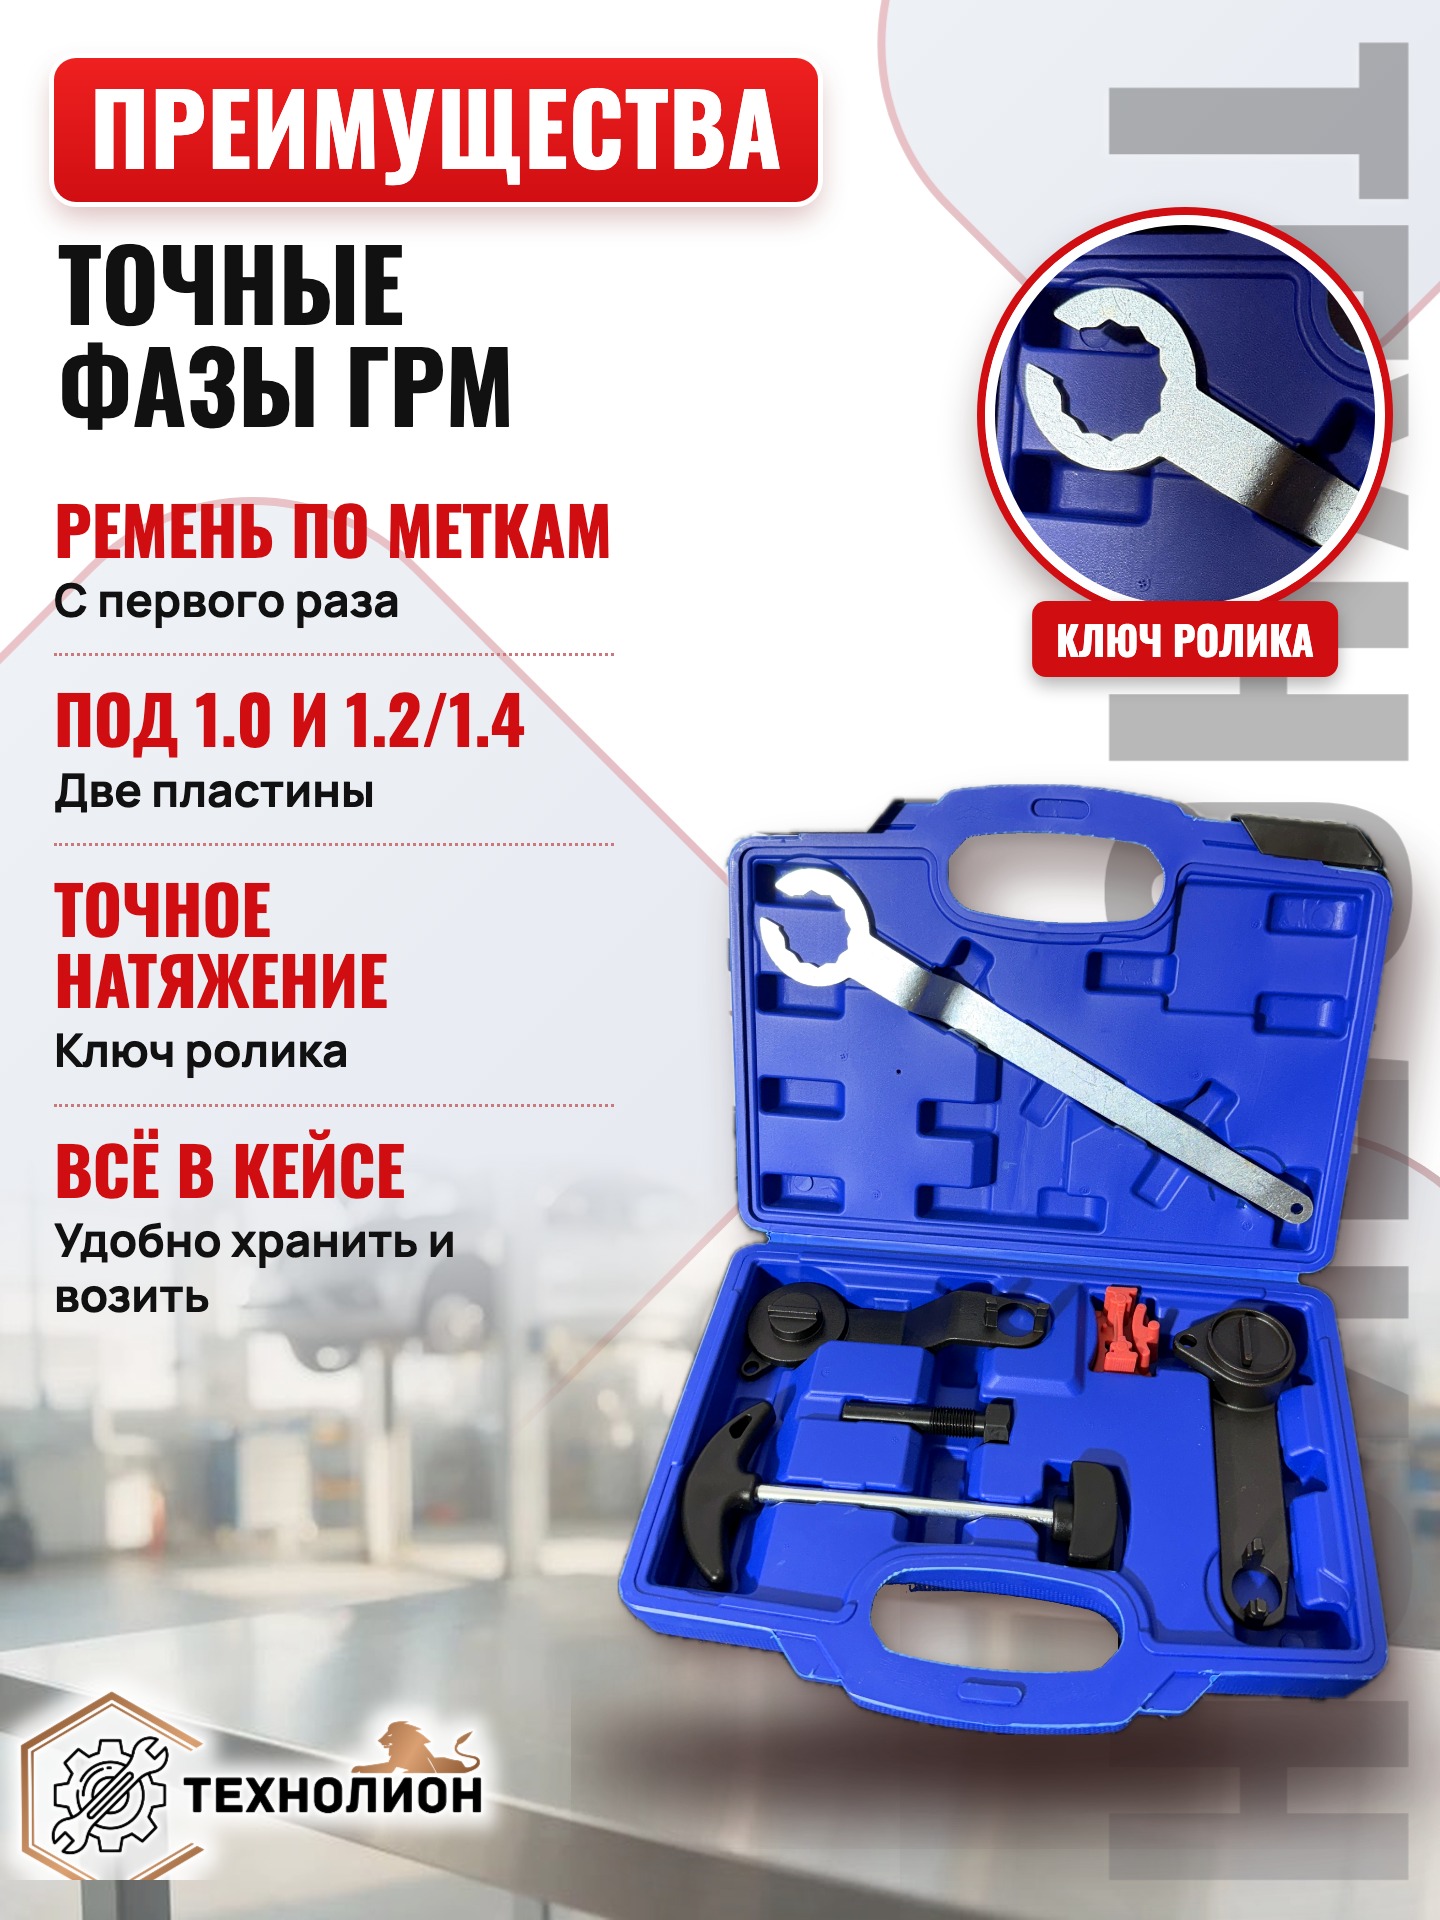 ПРЕИМУЩЕСТВА
ТОЧНЫЕ
ФАЗЫ ГРМ
РЕМЕНЬ ПО МЕТКАМ
С первого раза
ПОД 1.0 И 1.2/1.4
Две пластины
ТОЧНОЕ
НАТЯЖЕНИЕ
Ключ ролика
ВСЁ В КЕЙСЕ
Удобно хранить и
возить
КЛЮЧ РОЛИКА
ТЕХНОЛИОН